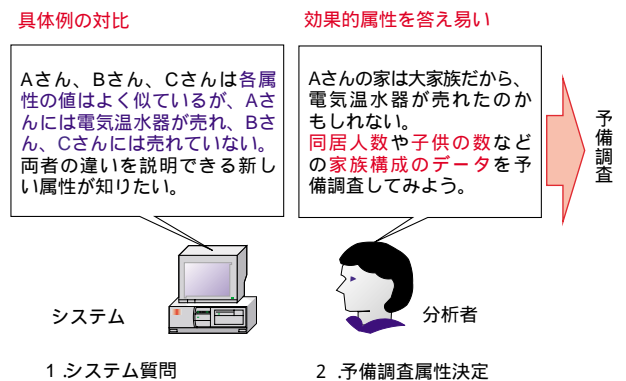 具体例の対比
Aさん、Bさん、Cさんは各属
性の値はよく似ているが、Aさ
んには電気温水器が売れ、Bさ
ん、Cさんには売れていない。
両者の違いを説明できる新し
い属性が知りたい。
システム
1.システム質問
効果的属性を答え易い
Aさんの家は大家族だから、
電気温水器が売れたのか
もしれない。
同居人数や子供の数など
の家族構成のデータを予
備調査してみよう。
分析者
2.予備調査属性決定
予備調査